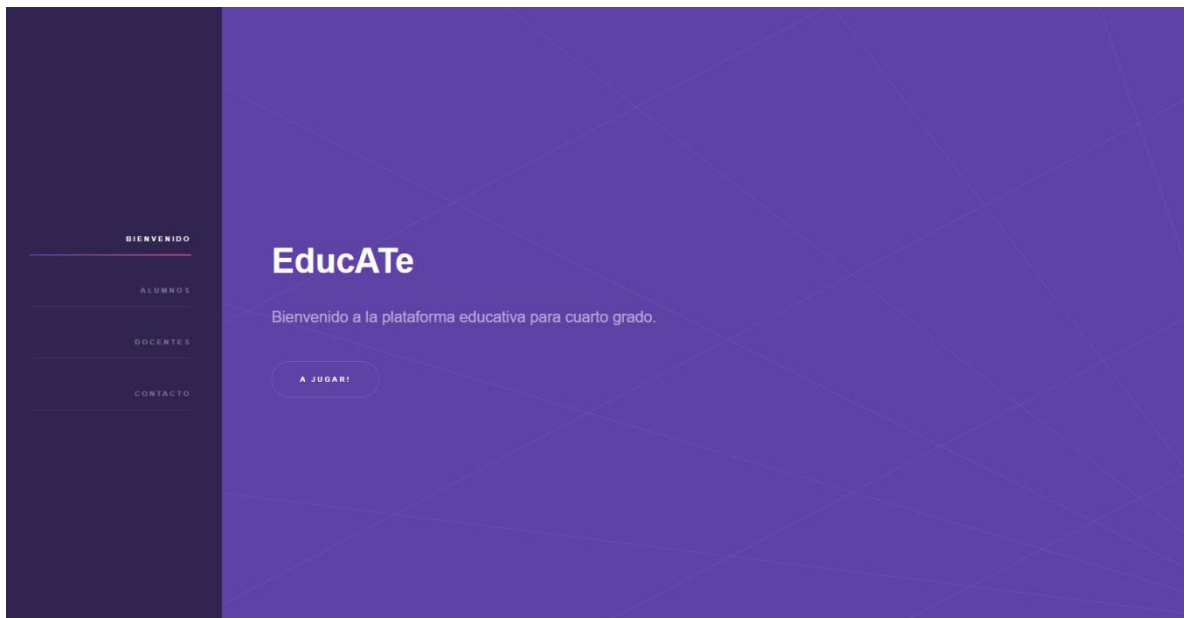 BIENVENIDO
ALUMNOS
DOCENTES
CONTACTO
EducATe
Bienvenido a la plataforma educativa para cuarto grado.
A JUGAR!